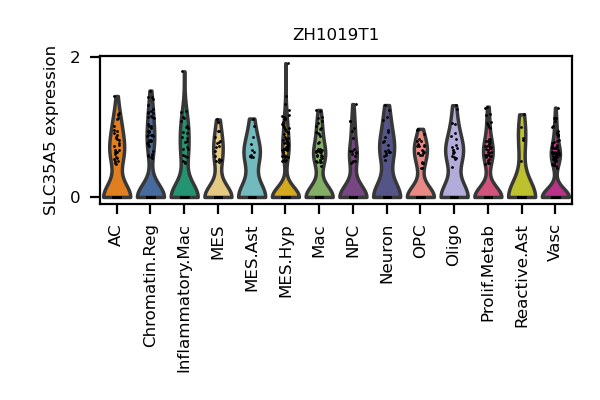 ZH1019T1
SLC35A5 expression
2
0
AC
Chromatin.Reg
Inflammatory.Mac
MES
MES.Ast
MES.Hyp
Mac
NPC
Neuron
OPC
Oligo
Prolif.Metab
Reactive.Ast
Vasc